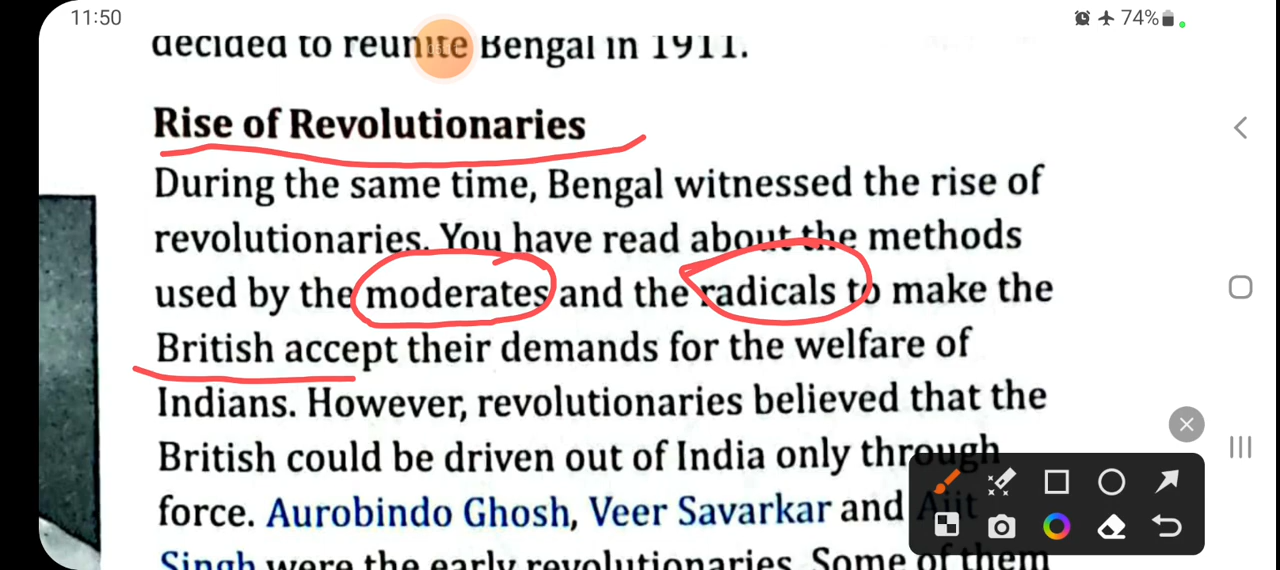 11:50
74%
decided to reunite Bengal in 1911.
Rise of Revolutionaries
During the same time, Bengal witnessed the rise of
revolutionaries. You have read about the methods
used by the moderates and the radicals to make the
British accept their demands for the welfare of
Indians. However, revolutionaries believed that the
British could be driven out of India only through
force. Aurobindo Ghosh, Veer Savarkar and Ajit
Singh were the early revolutionaries. Some of them